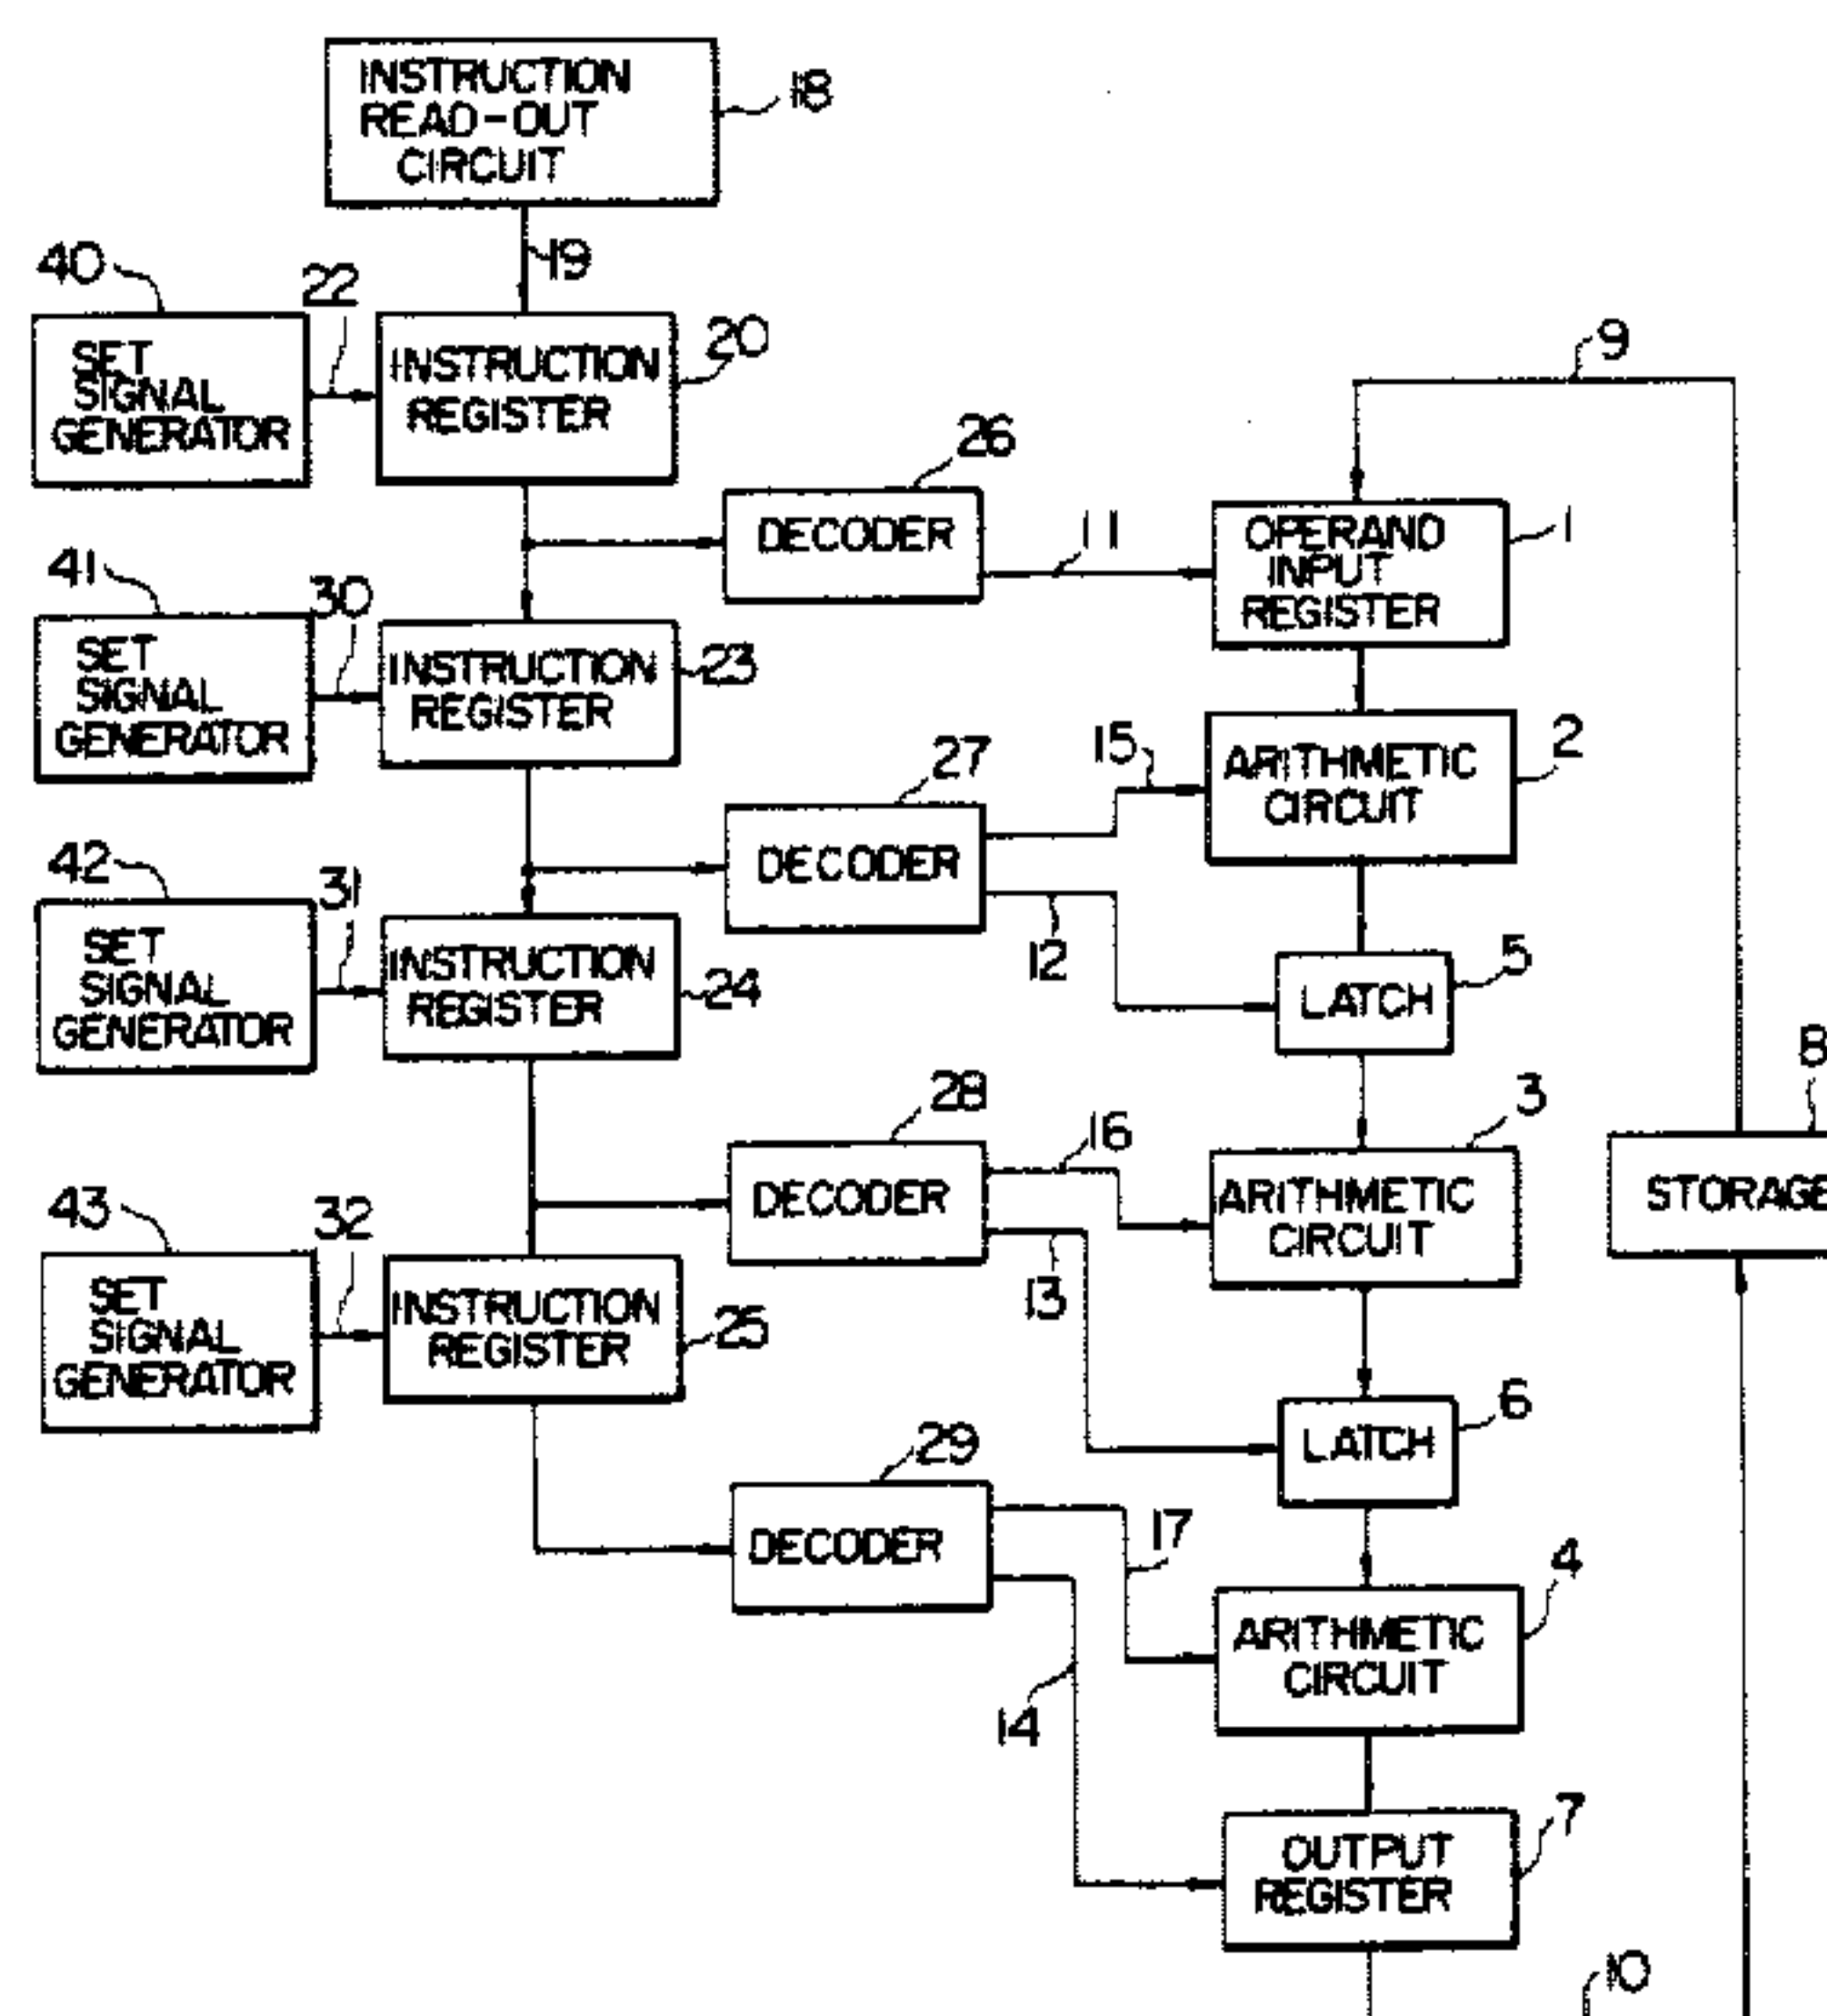 INSTRUCTION
READ-OUT
CIRCUIT
18
19
40
22
SET
SIGNAL
GENERATOR
INSTRUCTION
REGISTER
20
9
26
DECODER
11
OPERAND
INPUT
REGISTER
1
41
30
SET
SIGNAL
GENERATOR
INSTRUCTION
REGISTER
23
27
DECODER
15
12
ARITHMETIC
CIRCUIT
2
42
31
SET
SIGNAL
GENERATOR
INSTRUCTION
REGISTER
24
LATCH
5
8
STORAGE
28
DECODER
16
13
ARITHMETIC
CIRCUIT
3
43
32
SET
SIGNAL
GENERATOR
INSTRUCTION
REGISTER
25
LATCH
6
29
DECODER
17
14
ARITHMETIC
CIRCUIT
4
OUTPUT
REGISTER
7
10